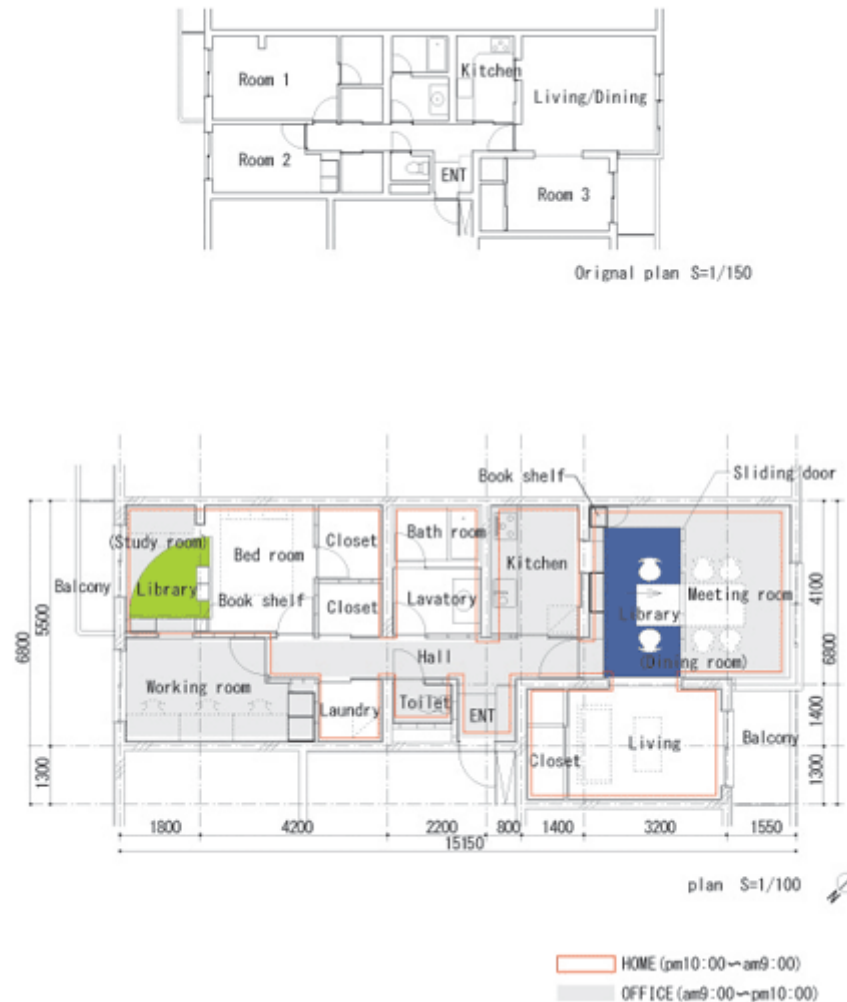 Room 1
Kitchen
Living/Dining
Room 2
ENT
Room 3
Orignal plan S=1/150
Book shelf
Sliding door
(Study room)
Bed room
Closet
Bath room
Kitchen
Balcony
Library
Book shelf
Closet
Lavatory
Library
Meeting room
4100
6800
5500
Hall
(Dining room)
6800
Working room
Laundry
Toilet
ENT
Living
Closet
Balcony
1400
1300
1300
1800
4200
2200
800
1400
3200
1550
15150
plan S=1/100
N
HOME(pm10:00~am9:00)
OFFICE(am9:00~pm10:00)